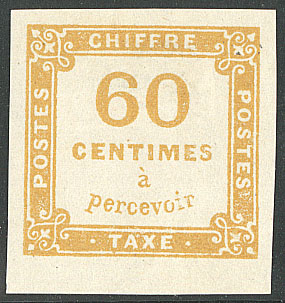 CHIFFRE
POSTES
60
CENTIMES
à
percevoir
POSTES
· TAXE ·